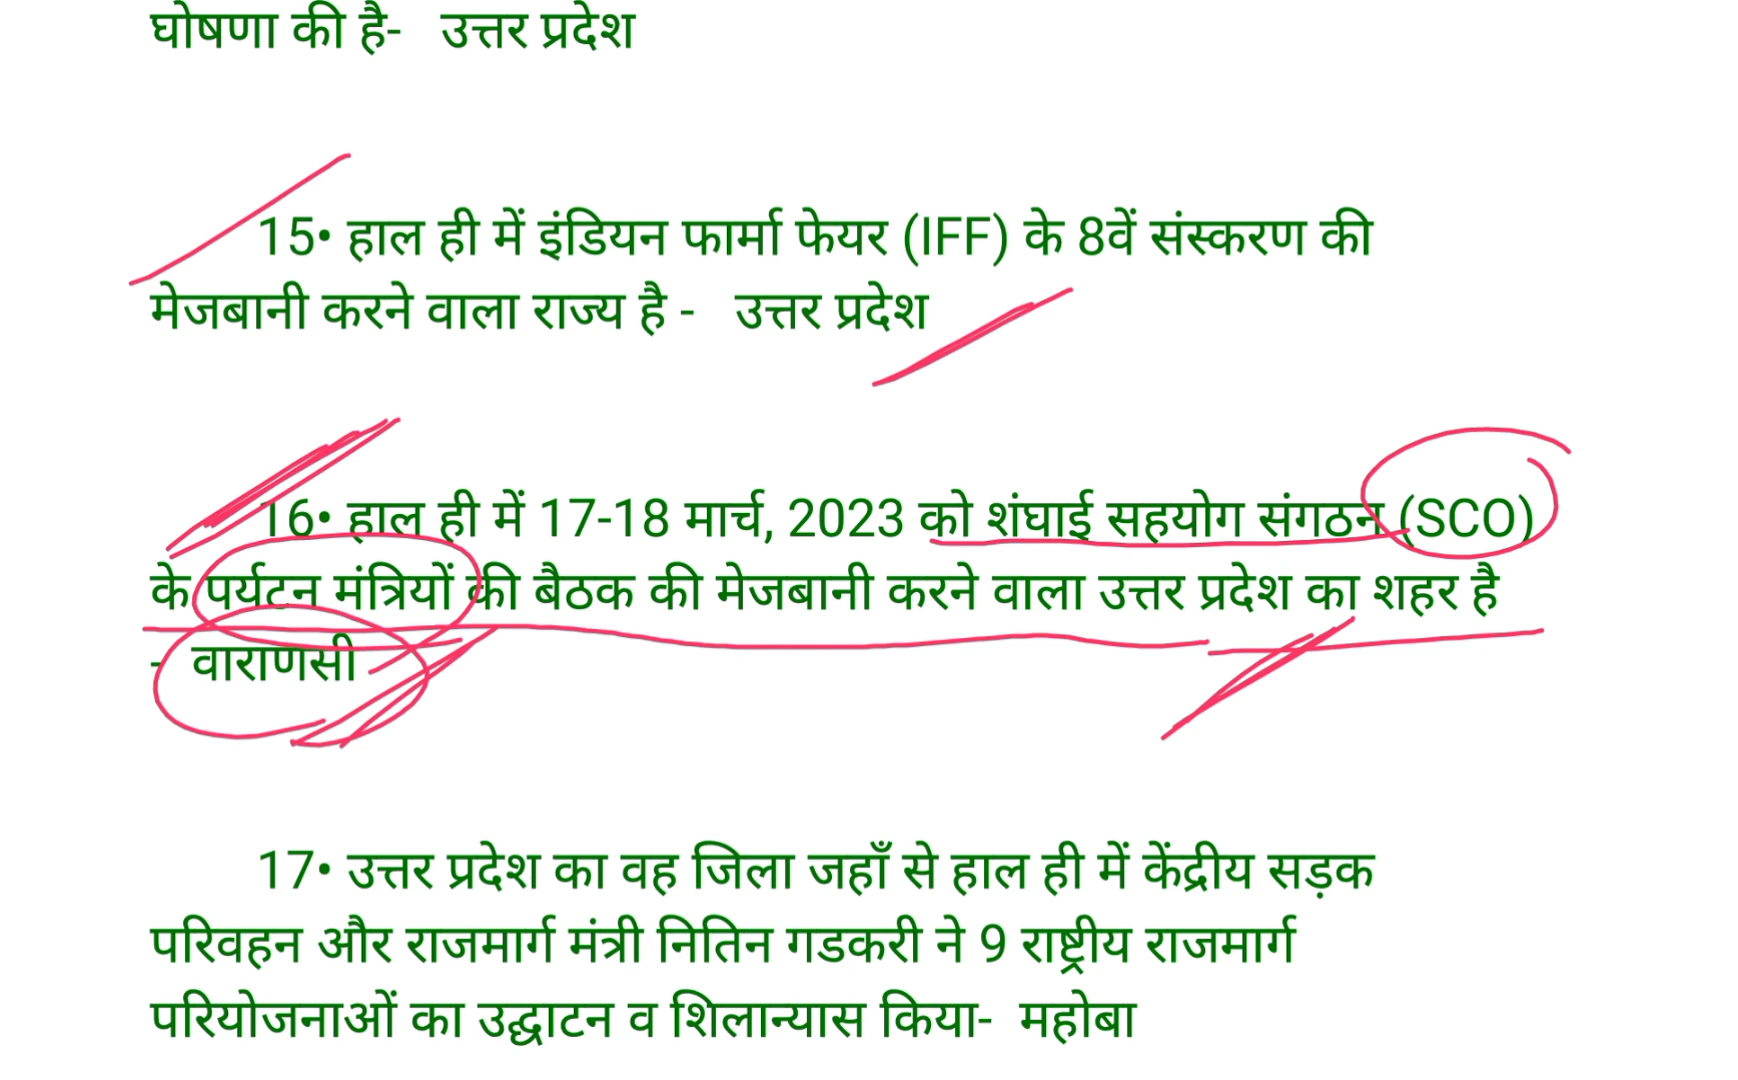 घोषणा की है- उत्तर प्रदेश
15• हाल ही में इंडियन फार्मा फेयर (IFF) के 8वें संस्करण की
मेजबानी करने वाला राज्य है - उत्तर प्रदेश
16• हाल ही में 17-18 मार्च, 2023 को शंघाई सहयोग संगठन (SCO)
के पर्यटन मंत्रियों की बैठक की मेजबानी करने वाला उत्तर प्रदेश का शहर है
- वाराणसी
17• उत्तर प्रदेश का वह जिला जहाँ से हाल ही में केंद्रीय सड़क
परिवहन और राजमार्ग मंत्री नितिन गडकरी ने 9 राष्ट्रीय राजमार्ग
परियोजनाओं का उद्घाटन व शिलान्यास किया- महोबा